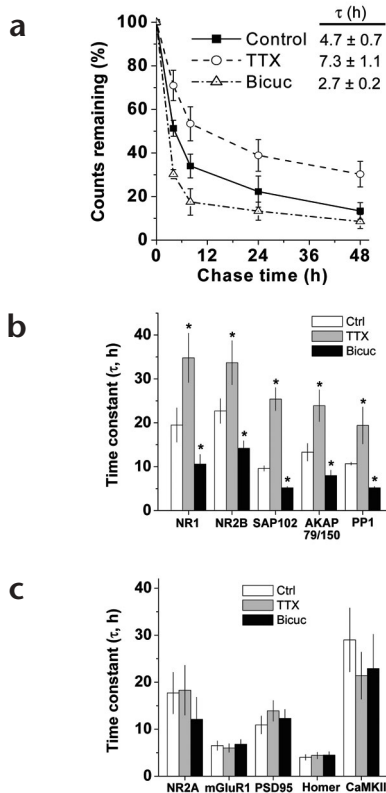 a
τ (h)
Control 4.7 ± 0.7
TTX 7.3 ± 1.1
Bicuc 2.7 ± 0.2
Counts remaining (%)
100
80
60
40
20
0
0 12 24 36 48
Chase time (h)
b
Ctrl
TTX
Bicuc
Time constant (τ, h)
40
30
20
10
0
* * * * * * * * * *
NR1 NR2B SAP102 AKAP PP1
79/150
c
Ctrl
TTX
Bicuc
Time constant (τ, h)
40
30
20
10
0
NR2A mGluR1 PSD95 Homer CaMKII